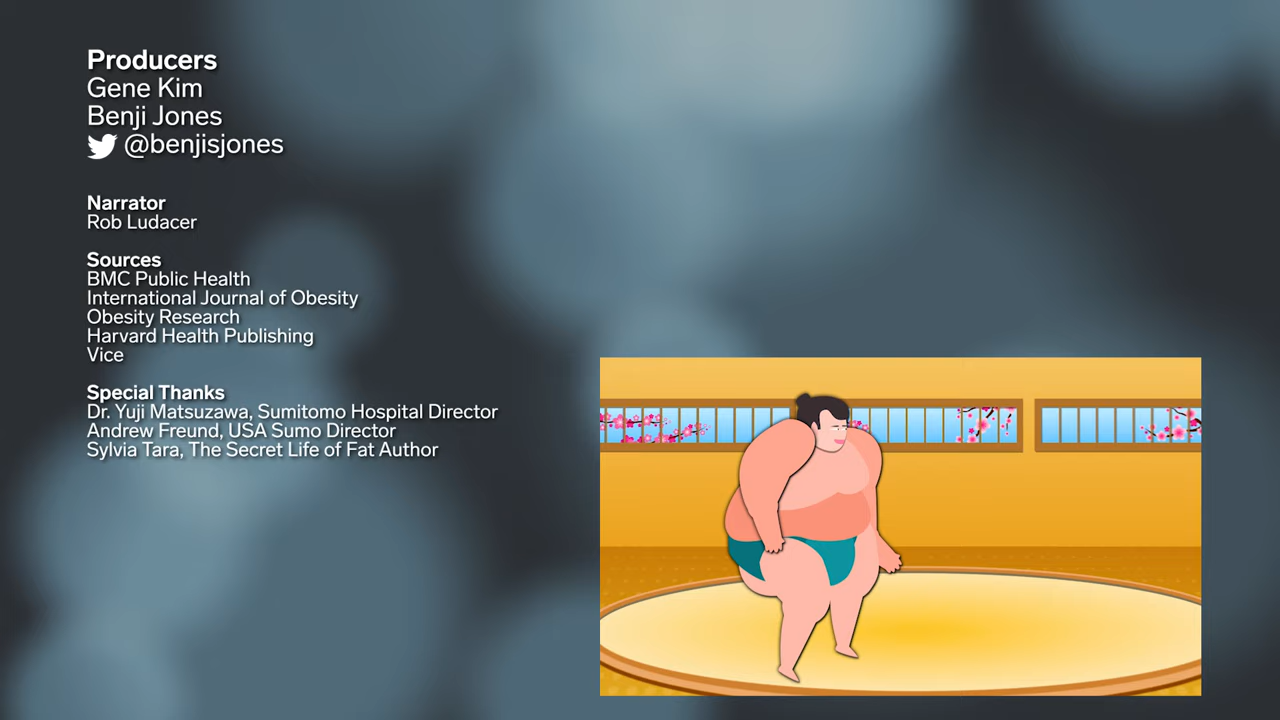 Producers
Gene Kim
Benji Jones
@benjisjones
Narrator
Rob Ludacer
Sources
BMC Public Health
International Journal of Obesity
Obesity Research
Harvard Health Publishing
Vice
Special Thanks
Dr. Yuji Matsuzawa, Sumitomo Hospital Director
Andrew Freund, USA Sumo Director
Sylvia Tara, The Secret Life of Fat Author